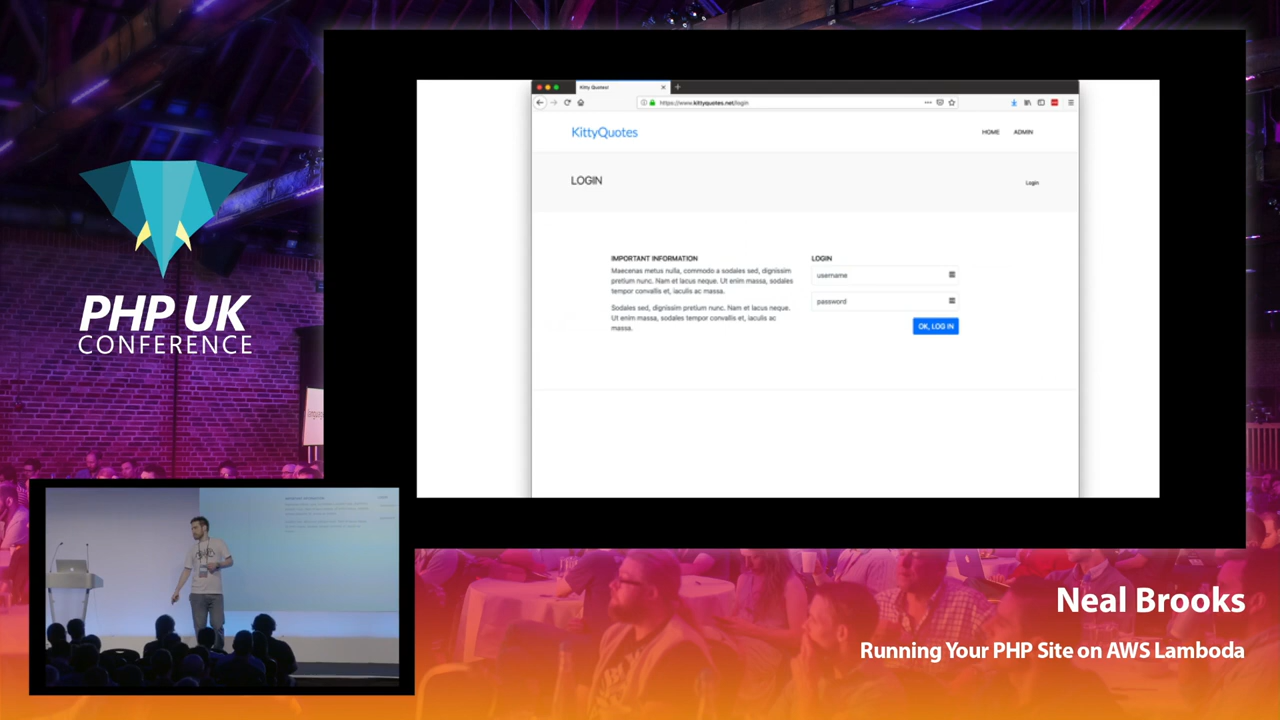 Kitty Quotes!
https://www.kittyquotes.net/login
KittyQuotes
HOME
ADMIN
LOGIN
Login
IMPORTANT INFORMATION
Maecenas metus nulla, commodo a sodales sed, dignissim
pretium nunc. Nam et lacus neque. Ut enim massa, sodales
tempor convallis et, iaculis ac massa.
Sodales sed, dignissim pretium nunc. Nam et lacus neque.
Ut enim massa, sodales tempor convallis et, iaculis ac
massa.
LOGIN
username
password
OK, LOG IN
PHP UK
CONFERENCE
Neal Brooks
Running Your PHP Site on AWS Lamboda